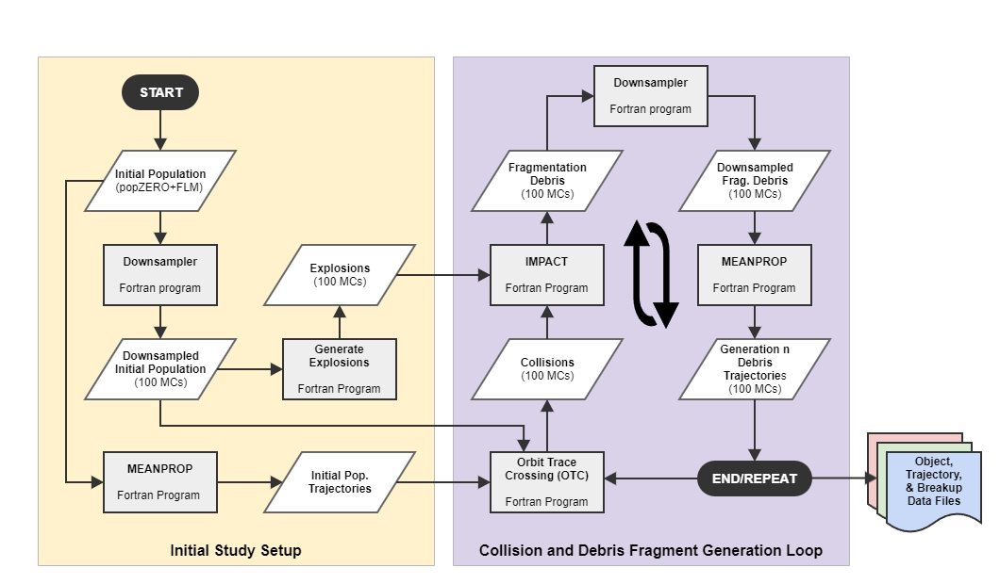 START
Initial Population
(popZERO+FLM)
Downsampler
Fortran program
Downsampled
Initial Population
(100 MCs)
Explosions
(100 MCs)
Generate
Explosions
Fortran Program
MEANPROP
Fortran Program
Initial Pop.
Trajectories
Initial Study Setup
Downsampler
Fortran program
Fragmentation
Debris
(100 MCs)
Downsampled
Frag. Debris
(100 MCs)
IMPACT
Fortran Program
MEANPROP
Fortran Program
Collisions
(100 MCs)
Generation n
Debris
Trajectories
(100 MCs)
Orbit Trace
Crossing (OTC)
Fortran Program
END/REPEAT
Collision and Debris Fragment Generation Loop
Object,
Trajectory,
& Breakup
Data Files